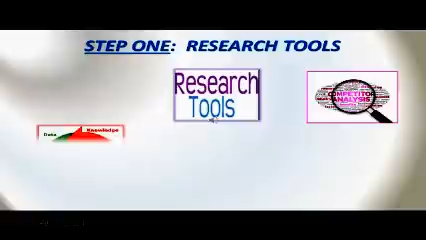 STEP ONE: RESEARCH TOOLS
Research
Tools
COMPETITOR
ANALYSIS
Data
Knowledge